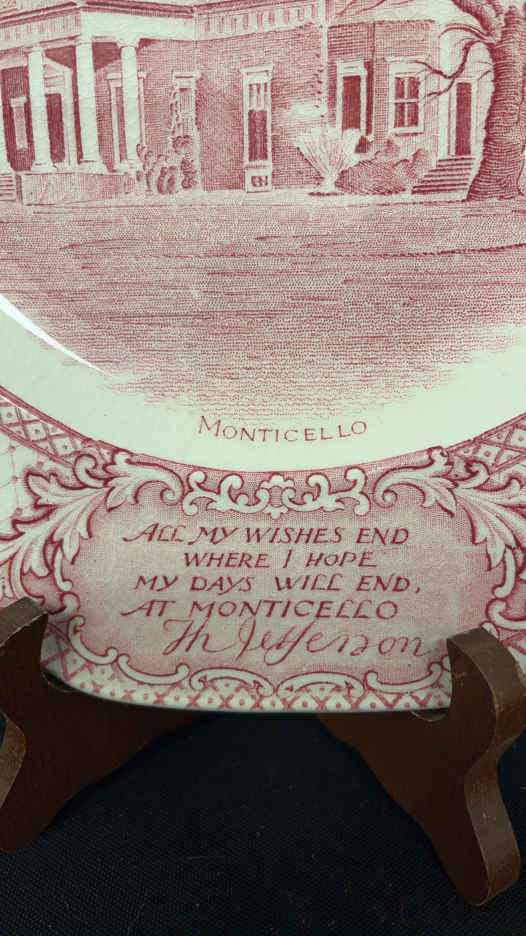 MONTICELLO
ALL MY WISHES END
WHERE I HOPE
MY DAYS WILL END,
AT MONTICELLO
Th Jefferson